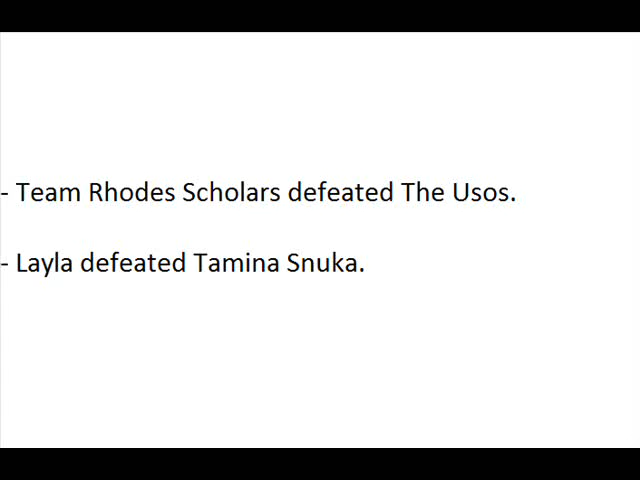 - Team Rhodes Scholars defeated The Usos.
- Layla defeated Tamina Snuka.